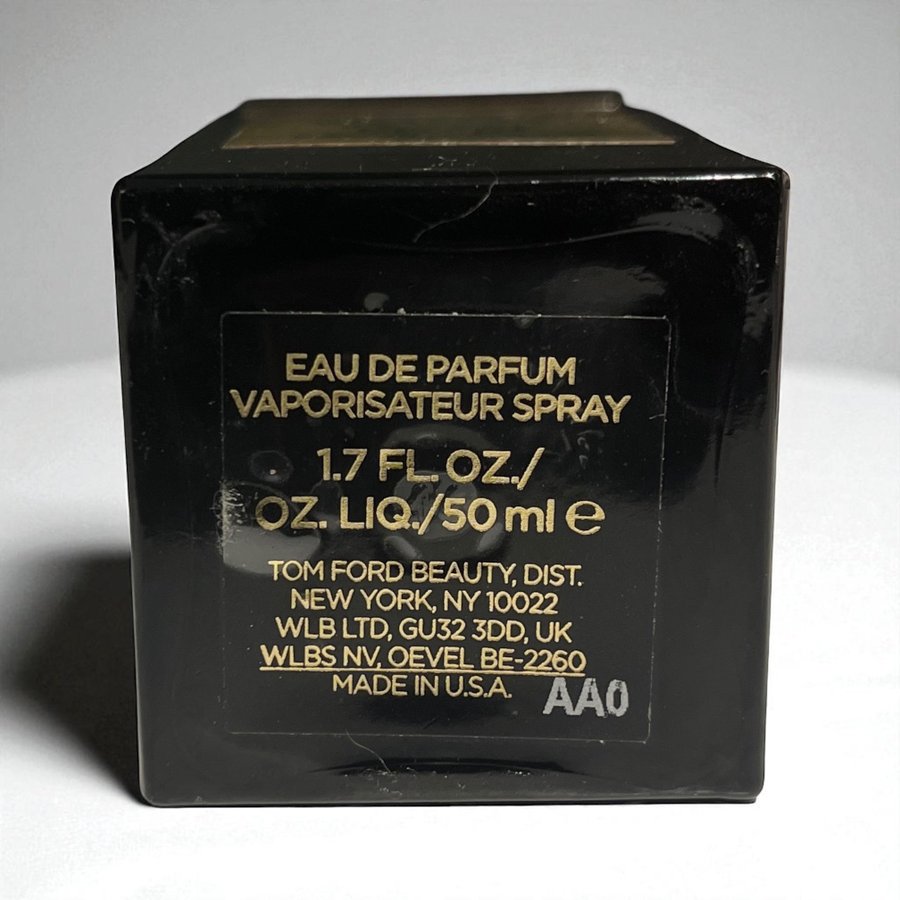 EAU DE PARFUM
VAPORISATEUR SPRAY
1.7 FL. OZ./
OZ. LIQ./50 ml ℮
TOM FORD BEAUTY, DIST.
NEW YORK, NY 10022
WLB LTD, GU32 3DD, UK
WLBS NV, OEVEL BE-2260
MADE IN U.S.A.
AA0